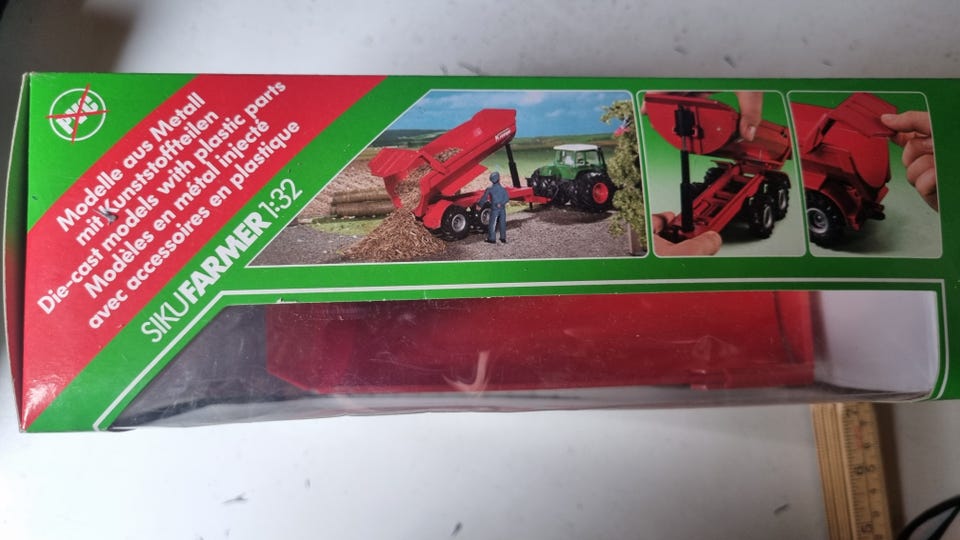 PVC
Modelle aus Metall
mit Kunststoffteilen
Die-cast models with plastic parts
Modèles en métal injecté
avec accessoires en plastique
SIKUFARMER 1:32